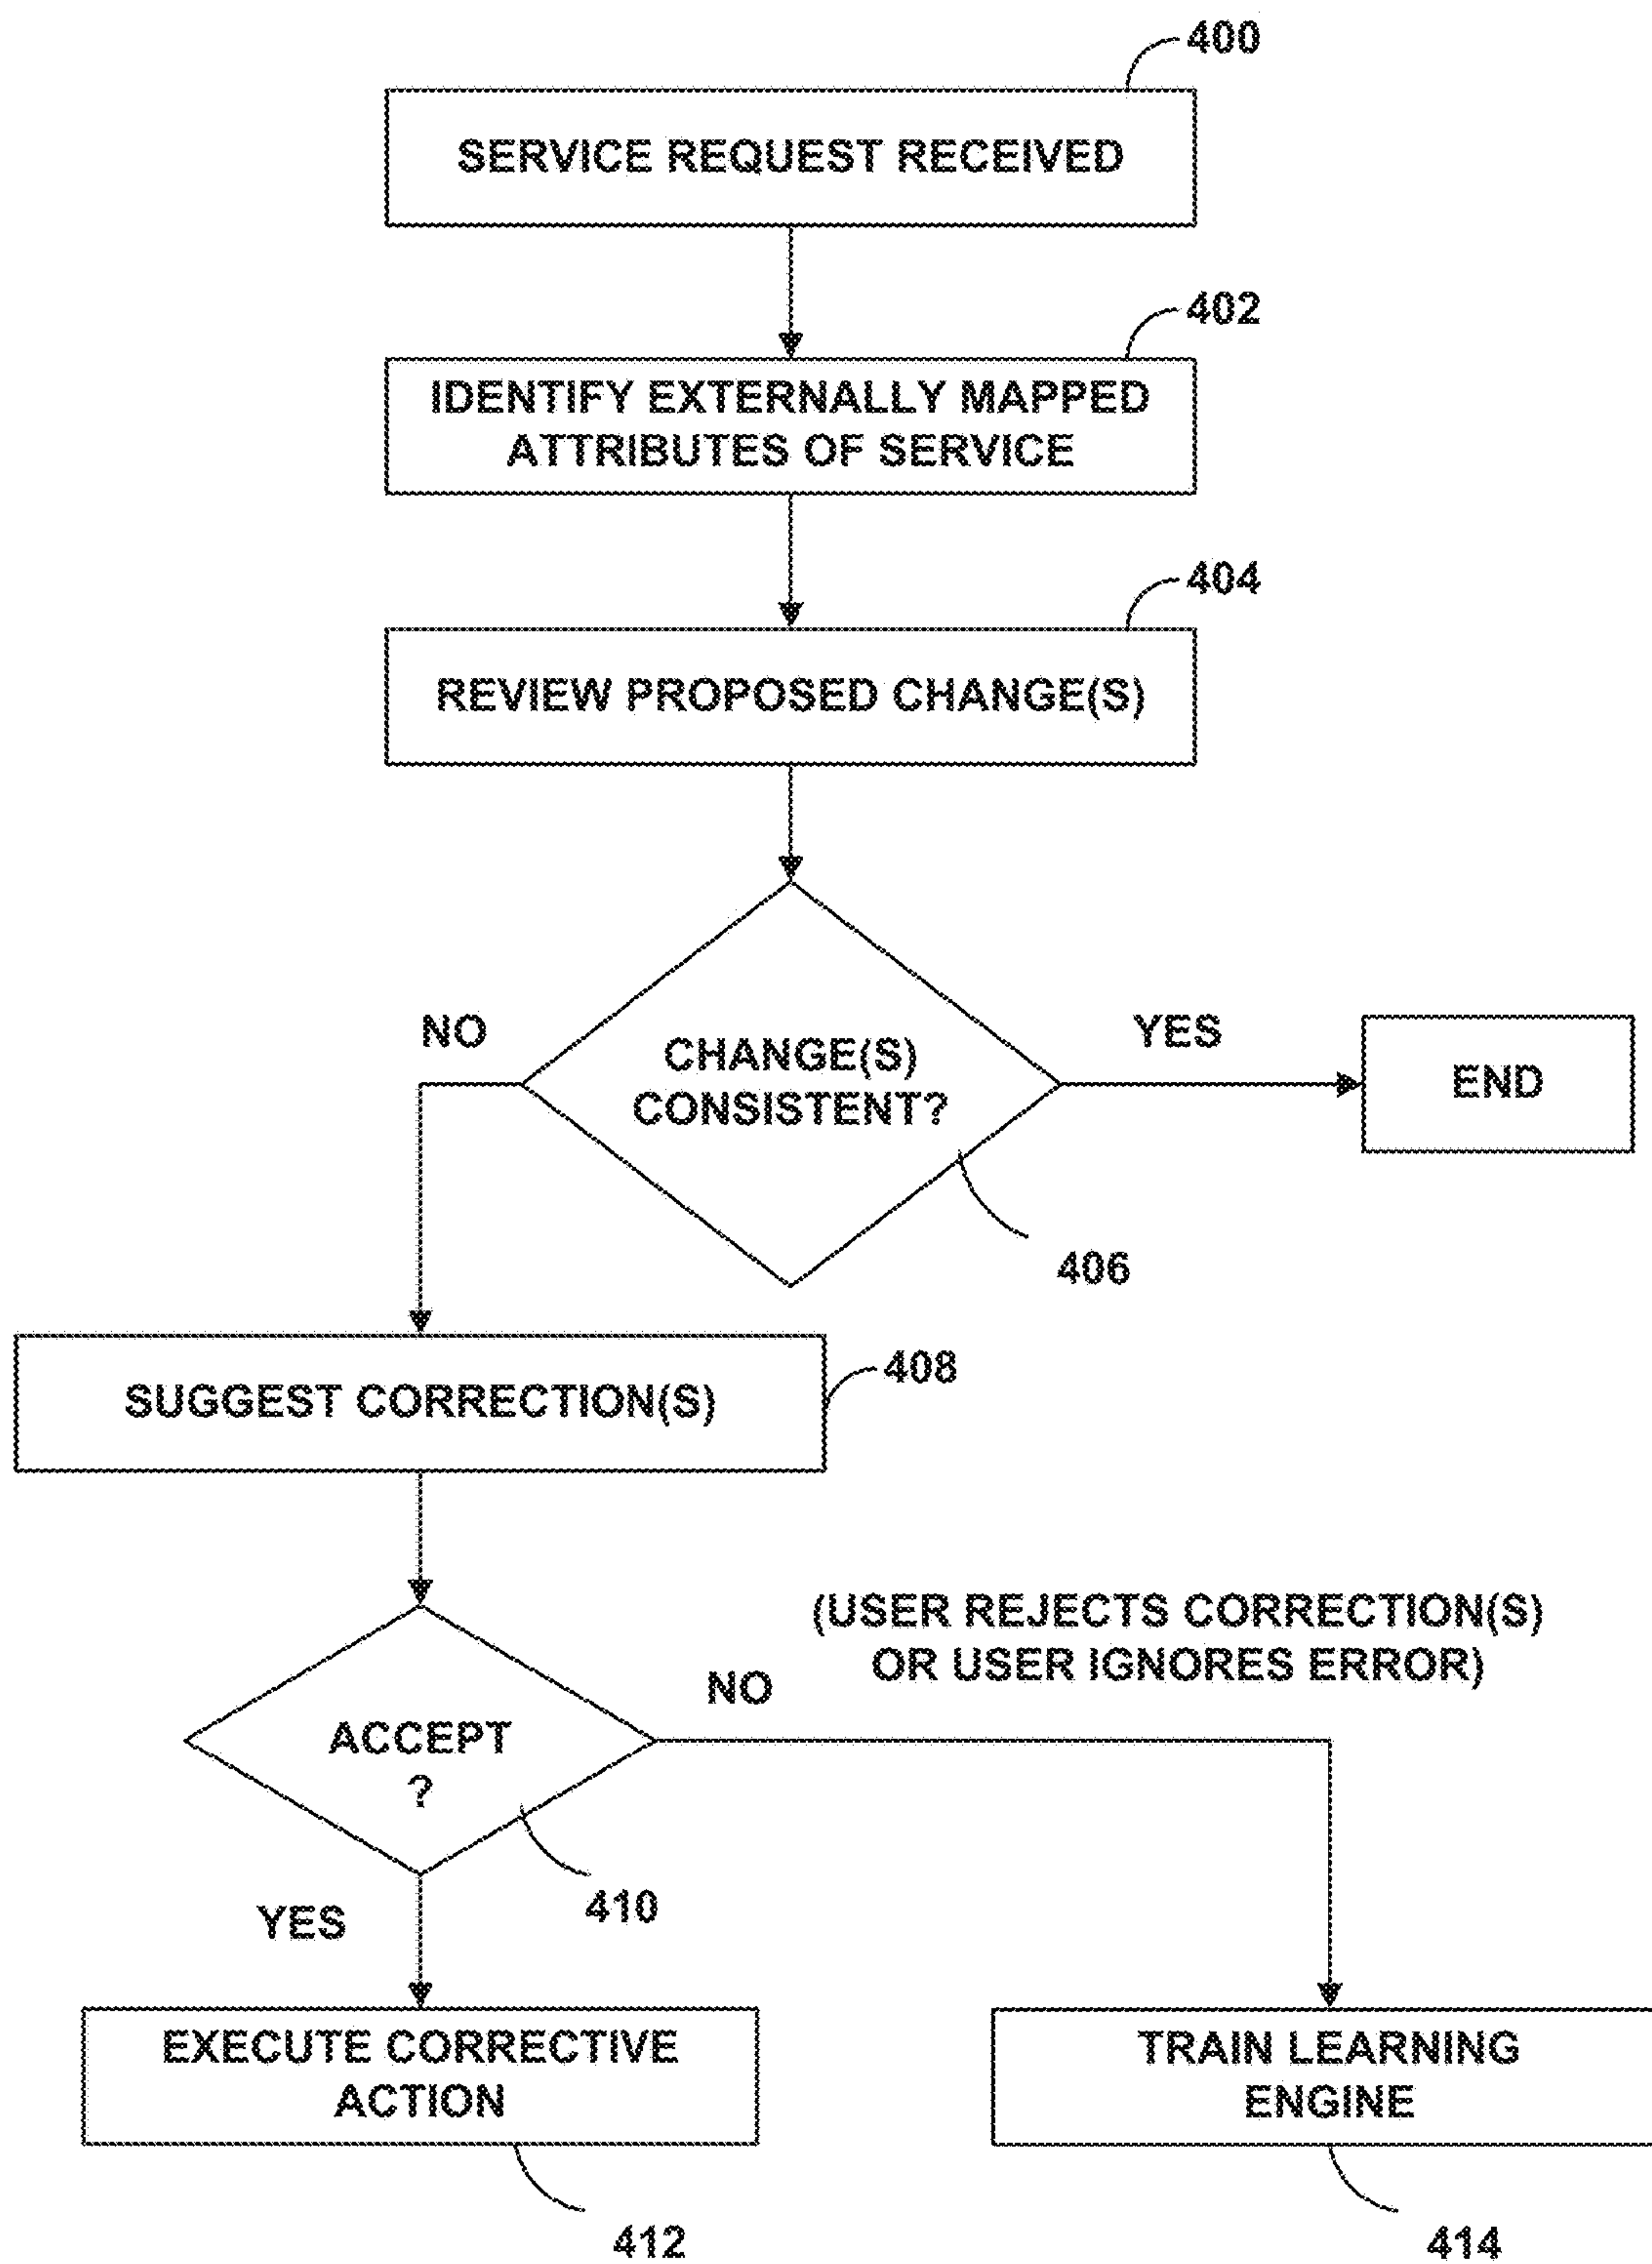 400
SERVICE REQUEST RECEIVED
402
IDENTIFY EXTERNALLY MAPPED
ATTRIBUTES OF SERVICE
404
REVIEW PROPOSED CHANGE(S)
NO
CHANGE(S)
CONSISTENT?
YES
END
406
SUGGEST CORRECTION(S)
408
(USER REJECTS CORRECTION(S)
OR USER IGNORES ERROR)
NO
ACCEPT
?
410
YES
EXECUTE CORRECTIVE
ACTION
TRAIN LEARNING
ENGINE
412
414